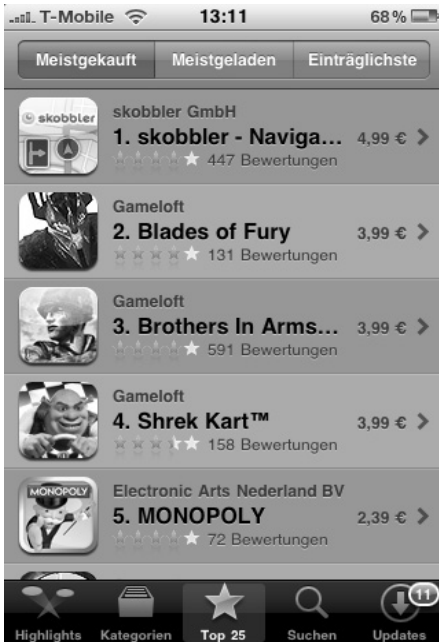 T-Mobile 13:11 68 %
Meistgekauft Meistgeladen Einträglichste
skobbler
skobbler GmbH
1. skobbler - Naviga... 4,99 €
447 Bewertungen
Gameloft
2. Blades of Fury 3,99 €
131 Bewertungen
Gameloft
3. Brothers In Arms... 3,99 €
591 Bewertungen
Gameloft
4. Shrek Kart™ 3,99 €
158 Bewertungen
MONOPOLY
Electronic Arts Nederland BV
5. MONOPOLY 2,39 €
72 Bewertungen
11
Highlights Kategorien Top 25 Suchen Updates